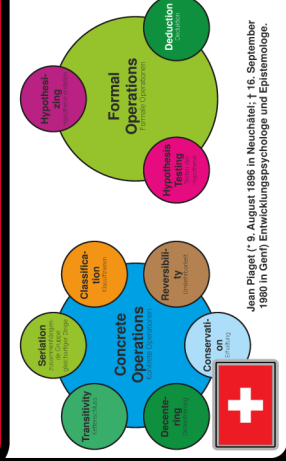 Seriation
Transitivity
Classifica-
tion
Klassifikation
Concrete
Operations
Konkrete Operationen
Decente-
ring
Reversibili-
ty
Umkehrbarkeit
Conservati-
on
Erhaltung
Hypothesi-
zing
Formal
Operations
Formale Operationen
Deduction
Hypothesis
Testing
Jean Piaget (* 9. August 1896 in Neuchâtel; † 16. September
1980 in Genf) Entwicklungspsychologe und Epistemologe.